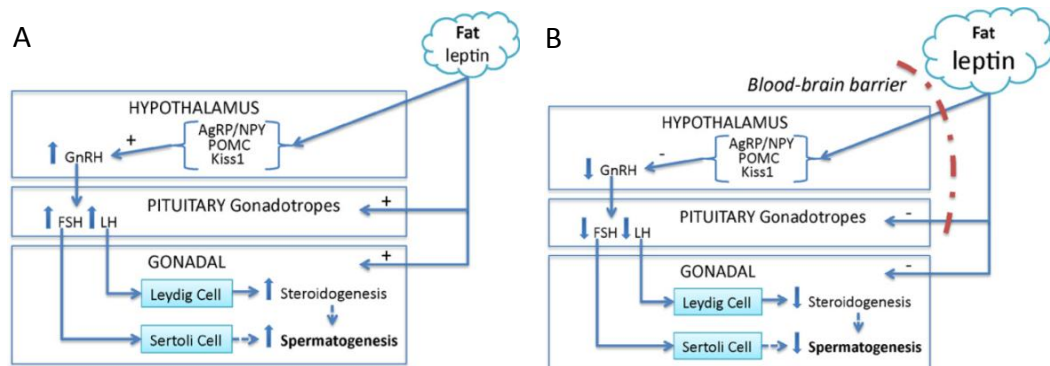 A
Fat
leptin
HYPOTHALAMUS
+
AgRP/NPY
POMC
Kiss1
GnRH
PITUITARY Gonadotropes
+
FSH LH
GONADAL
+
Leydig Cell
Steroidogenesis
Sertoli Cell
Spermatogenesis
B
Fat
leptin
Blood-brain barrier
HYPOTHALAMUS
-
AgRP/NPY
POMC
Kiss1
GnRH
PITUITARY Gonadotropes
-
FSH LH
GONADAL
-
Leydig Cell
Steroidogenesis
Sertoli Cell
Spermatogenesis